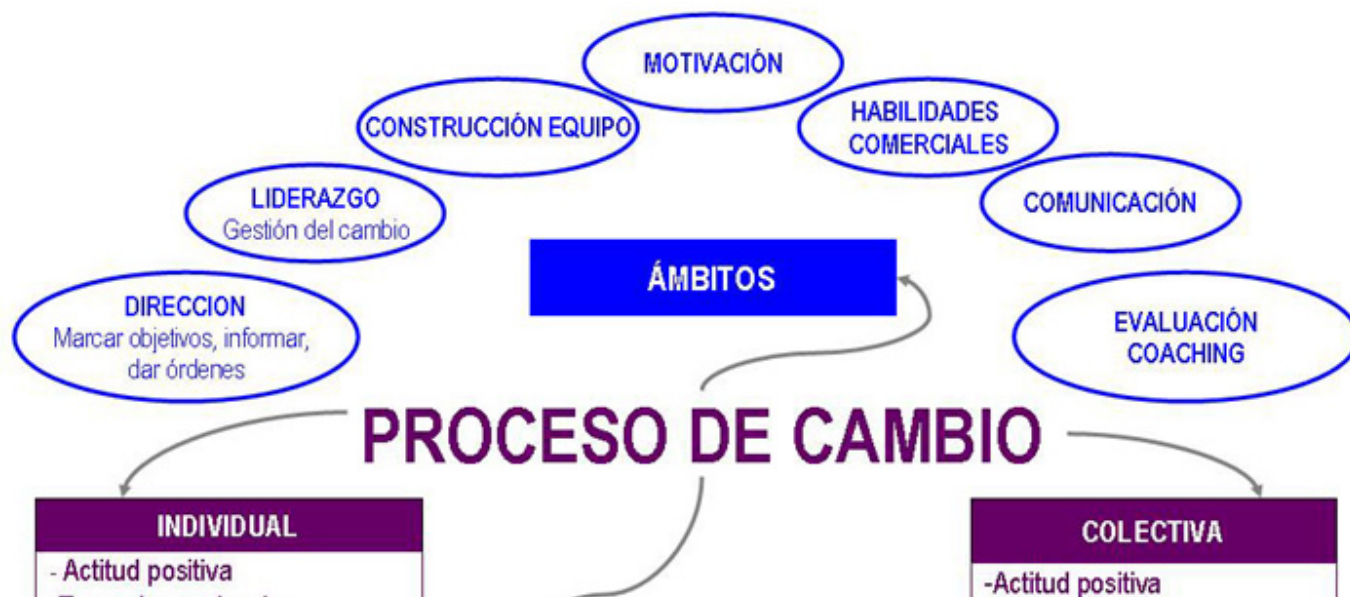 MOTIVACIÓN
CONSTRUCCIÓN EQUIPO
HABILIDADES
COMERCIALES
LIDERAZGO
Gestión del cambio
COMUNICACIÓN
ÁMBITOS
DIRECCION
Marcar objetivos, informar,
dar órdenes
EVALUACIÓN
COACHING
PROCESO DE CAMBIO
INDIVIDUAL
- Actitud positiva
COLECTIVA
-Actitud positiva